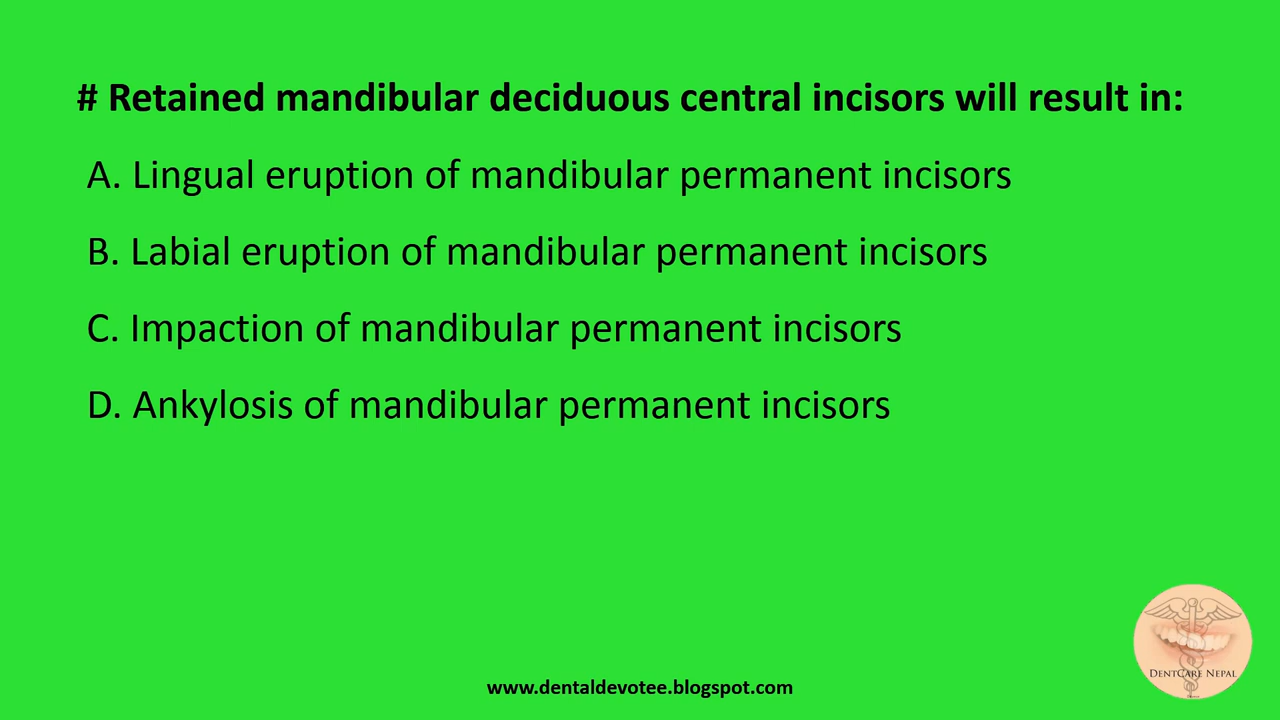 # Retained mandibular deciduous central incisors will result in:
A. Lingual eruption of mandibular permanent incisors
B. Labial eruption of mandibular permanent incisors
C. Impaction of mandibular permanent incisors
D. Ankylosis of mandibular permanent incisors
DentCare Nepal
www.dentaldevotee.blogspot.com